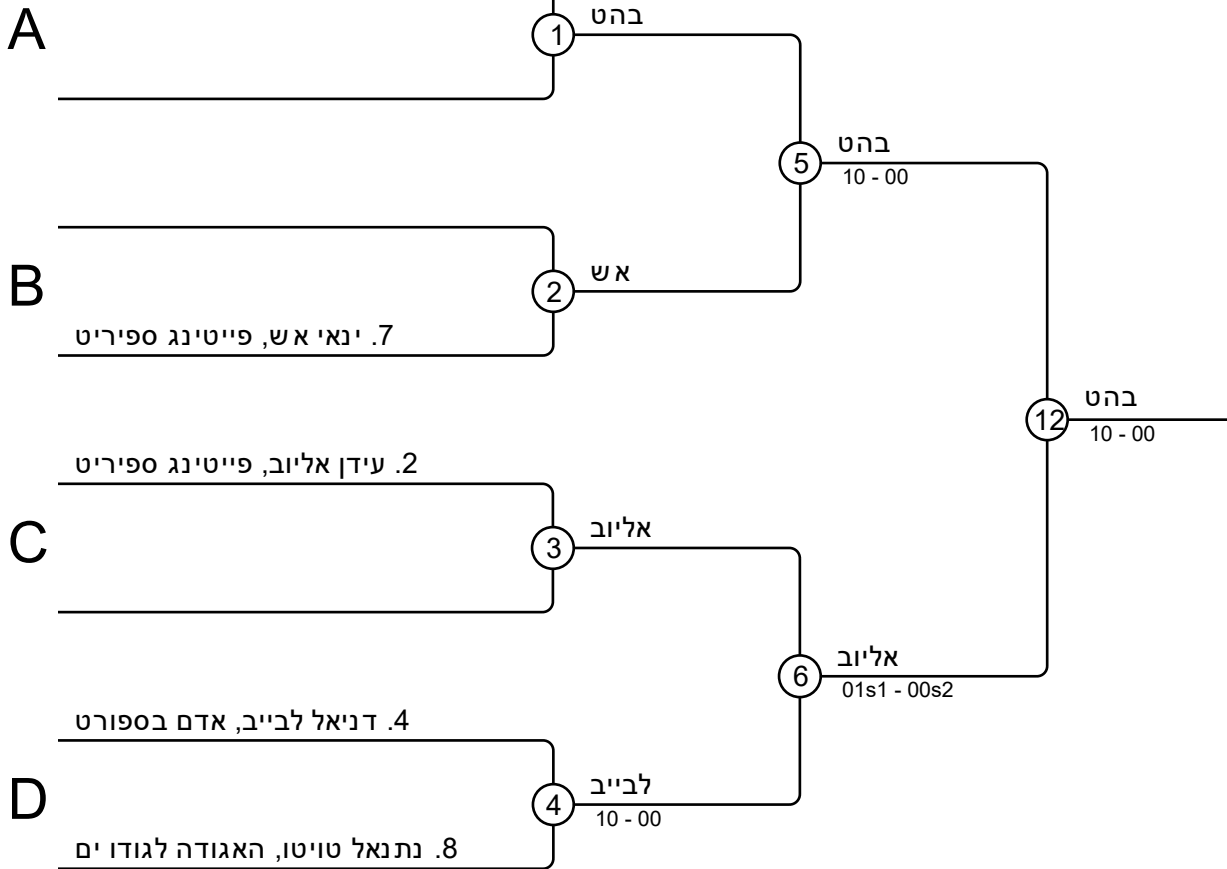 A
1
בהט
5
בהט
10 - 00
B
2
אש
7. ינאי אש, פייטינג ספיריט
12
בהט
10 - 00
2. עידן אליוב, פייטינג ספיריט
C
3
אליוב
6
אליוב
01s1 - 00s2
4. דניאל לבייב, אדם בספורט
D
4
לבייב
10 - 00
8. נתנאל טויטו, האגודה לגודו ים